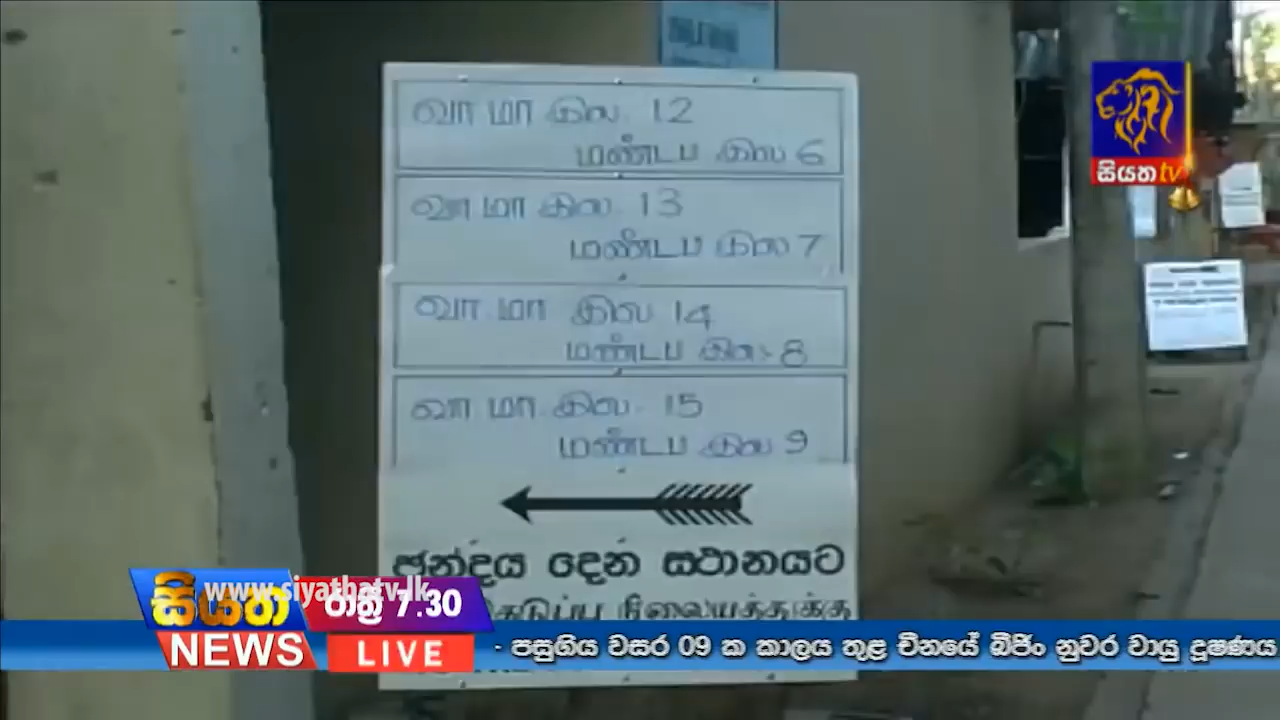 வா மா இல. 12
மண்டப இல 6
வா மா இல. 13
மண்டப இல 7
வா மா இல 14
மண்டப இல. 8
வா மா இல. 15
மண்டப இல 9
ඡන්දය දෙන ස්ථානයට
සියත tv
www.siyathatv.lk
සියත රාත්‍රී 7.30
NEWS LIVE
- පසුගිය වසර 09 ක කාලය තුළ චීනයේ බීජිං නුවර වායු දූෂණය